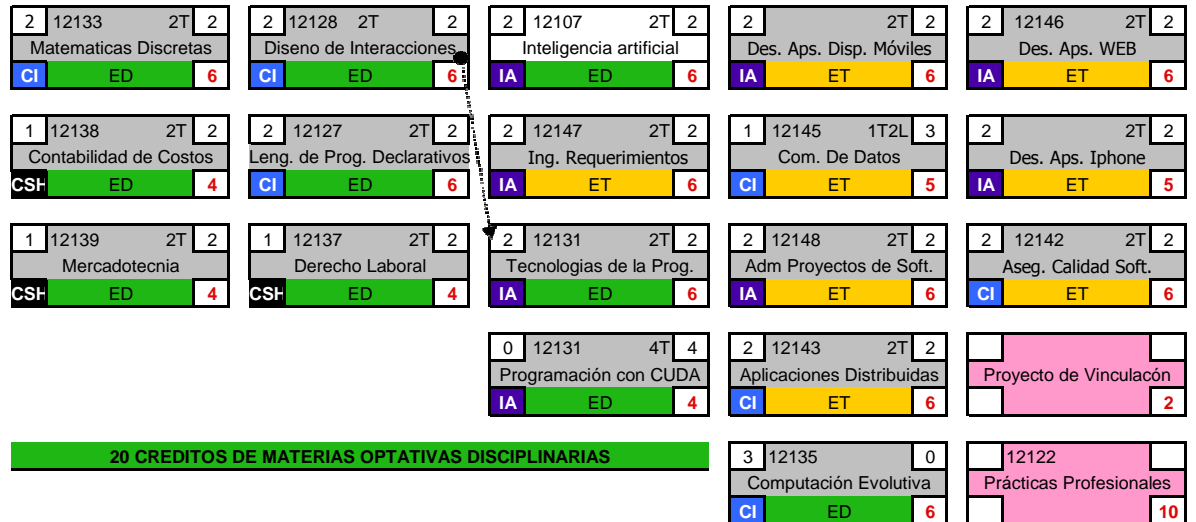 2 12133 2T 2
Matematicas Discretas
CI ED 6
2 12128 2T 2
Diseno de Interacciones
CI ED 6
2 12107 2T 2
Inteligencia artificial
IA ED 6
2 2T 2
Des. Aps. Disp. Móviles
IA ET 6
2 12146 2T 2
Des. Aps. WEB
IA ET 6
1 12138 2T 2
Contabilidad de Costos
CSH ED 4
2 12127 2T 2
Leng. de Prog. Declarativos
CI ED 6
2 12147 2T 2
Ing. Requerimientos
IA ET 6
1 12145 1T2L 3
Com. De Datos
CI ET 5
2 2T 2
Des. Aps. Iphone
IA ET 5
1 12139 2T 2
Mercadotecnia
CSH ED 4
1 12137 2T 2
Derecho Laboral
CSH ED 4
2 12131 2T 2
Tecnologias de la Prog.
IA ED 6
2 12148 2T 2
Adm Proyectos de Soft.
IA ET 6
2 12142 2T 2
Aseg. Calidad Soft.
CI ET 6
0 12131 4T 4
Programación con CUDA
IA ED 4
2 12143 2T 2
Aplicaciones Distribuidas
CI ET 6
Proyecto de Vinculacón
2
20 CREDITOS DE MATERIAS OPTATIVAS DISCIPLINARIAS
3 12135 0
Computación Evolutiva
CI ED 6
12122
Prácticas Profesionales
10